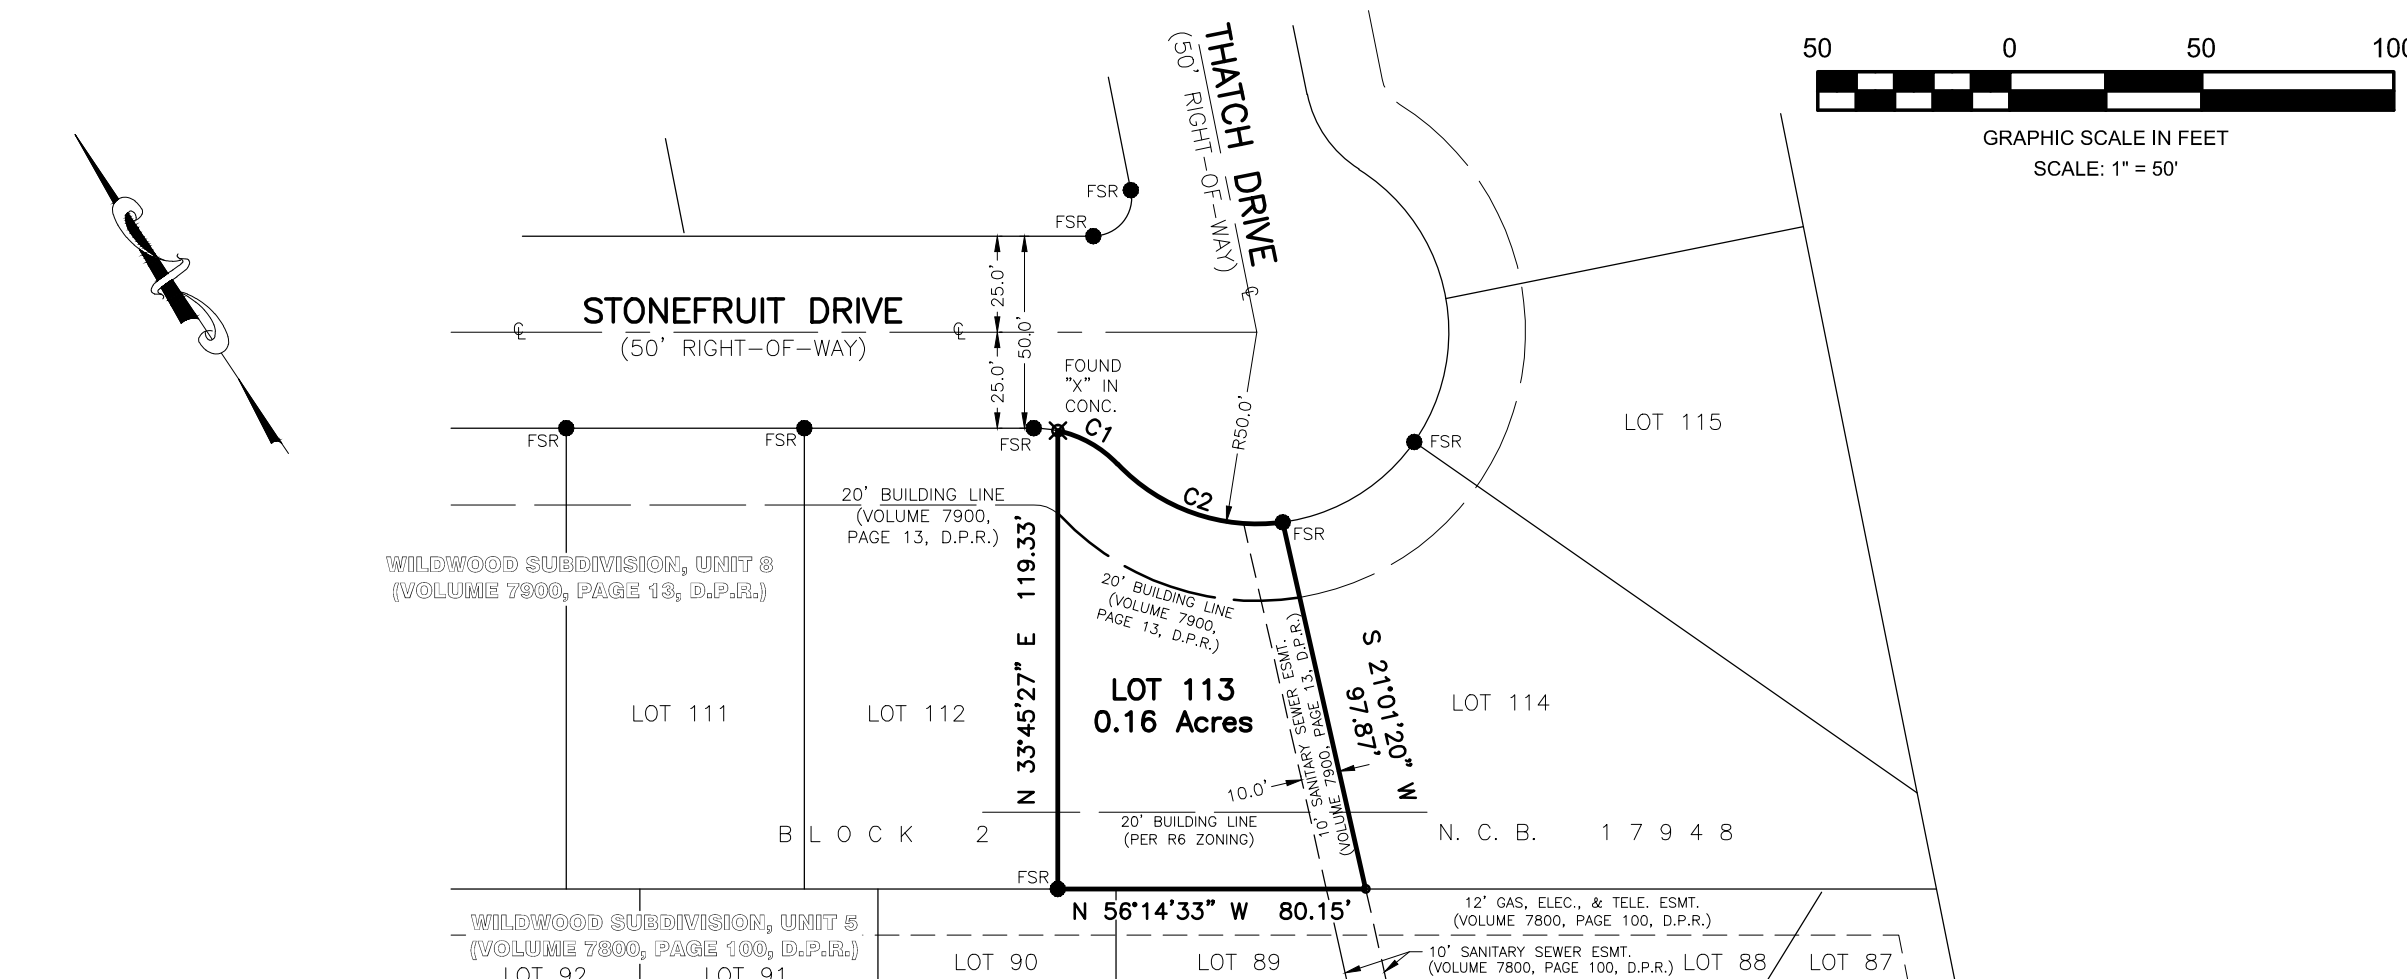 50 0 50
GRAPHIC SCALE IN FEET
SCALE: 1" = 50'
THATCH DRIVE
(50' RIGHT-OF-WAY)
FSR
FSR
25.0'
50.0'
25.0'
STONEFRUIT DRIVE
(50' RIGHT-OF-WAY)
FOUND
"X" IN
CONC.
R50.0'
C1
C2
FSR
FSR
FSR
FSR
FSR
LOT 115
20' BUILDING LINE
(VOLUME 7900,
PAGE 13, D.P.R.)
WILDWOOD SUBDIVISION, UNIT 8
(VOLUME 7900, PAGE 13, D.P.R.)
20' BUILDING LINE
(VOLUME 7900,
PAGE 13, D.P.R.)
N 33°45'27" E 119.33'
S 21°01'20" W
97.87'
10' SANITARY SEWER ESMT.
(VOLUME 7900, PAGE 13, D.P.R.)
LOT 111
LOT 112
LOT 113
0.16 Acres
LOT 114
10.0'
20' BUILDING LINE
(PER R6 ZONING)
BLOCK 2
N. C. B. 17948
FSR
N 56°14'33" W 80.15'
12' GAS, ELEC., & TELE. ESMT.
(VOLUME 7800, PAGE 100, D.P.R.)
WILDWOOD SUBDIVISION, UNIT 5
(VOLUME 7800, PAGE 100, D.P.R.)
10' SANITARY SEWER ESMT.
(VOLUME 7800, PAGE 100, D.P.R.)
LOT 92
LOT 91
LOT 90
LOT 89
LOT 88
LOT 87